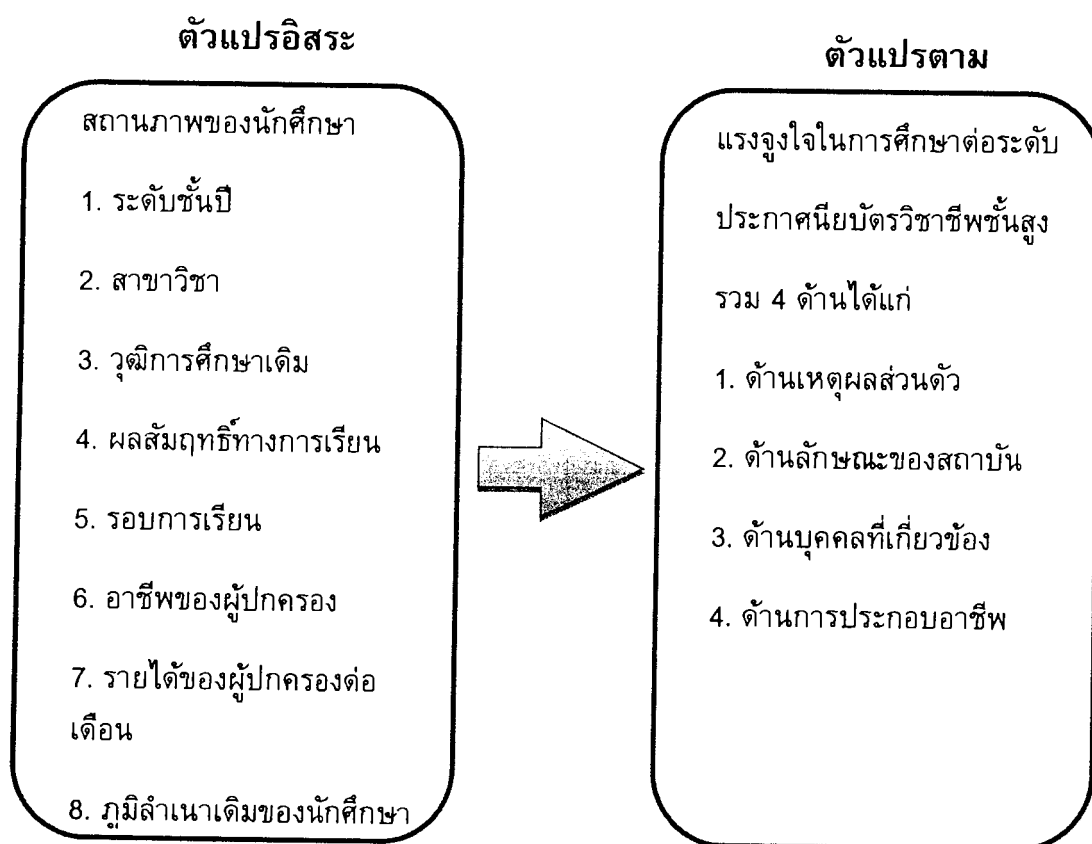 ตัวแปรอิสระ
สถานภาพของนักศึกษา
1. ระดับชั้นปี
2. สาขาวิชา
3. วุฒิการศึกษาเดิม
4. ผลสัมฤทธิ์ทางการเรียน
5. รอบการเรียน
6. อาชีพของผู้ปกครอง
7. รายได้ของผู้ปกครองต่อ
เดือน
8. ภูมิลำเนาเดิมของนักศึกษา
ตัวแปรตาม
แรงจูงใจในการศึกษาต่อระดับ
ประกาศนียบัตรวิชาชีพชั้นสูง
รวม 4 ด้านได้แก่
1. ด้านเหตุผลส่วนตัว
2. ด้านลักษณะของสถาบัน
3. ด้านบุคคลที่เกี่ยวข้อง
4. ด้านการประกอบอาชีพ